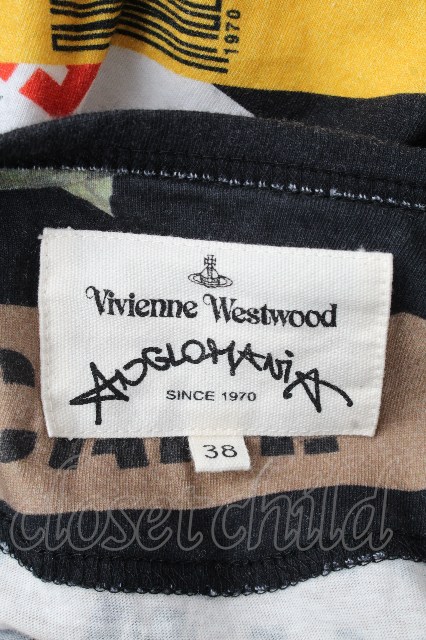 1970
Vivienne Westwood
ANGLOMANIA
SINCE 1970
38
closet child